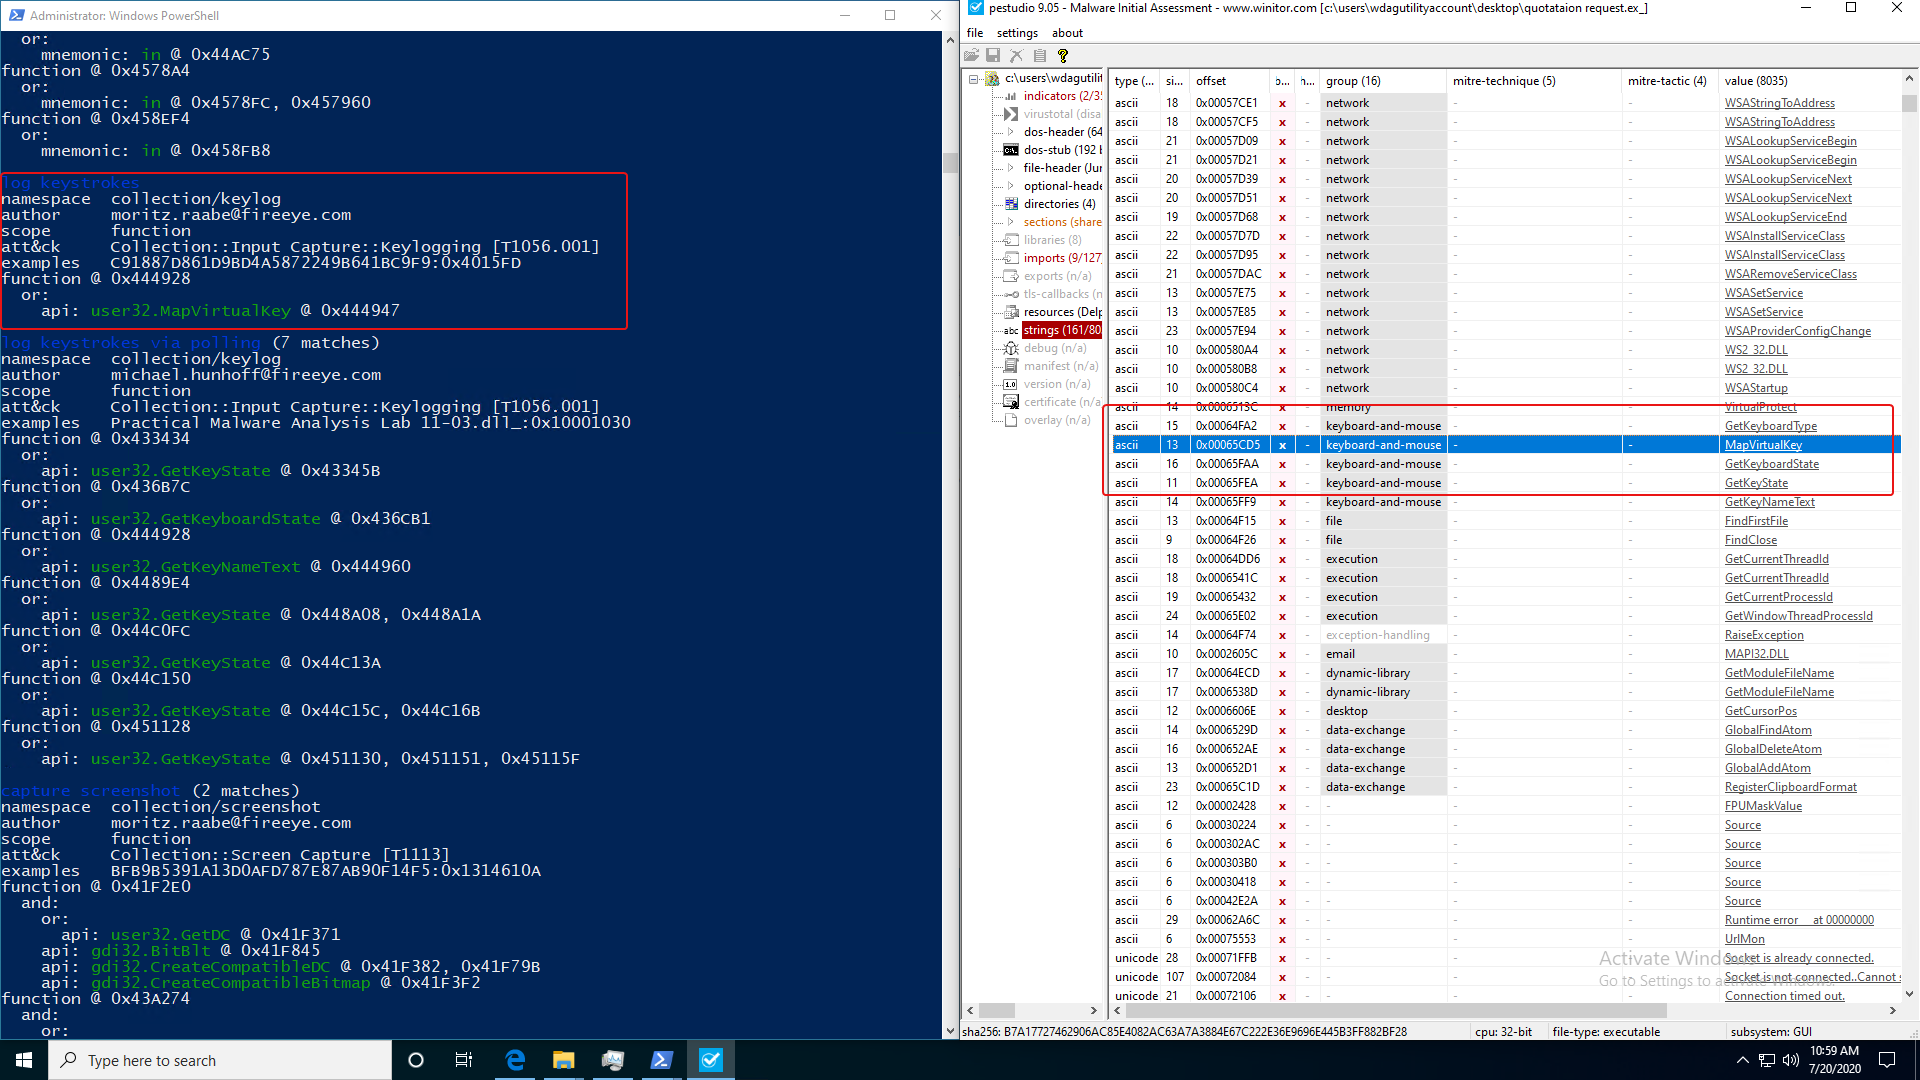 Administrator: Windows PowerShell
or:
mnemonic: in @ 0x44AC75
function @ 0x4578A4
or:
mnemonic: in @ 0x4578FC, 0x457960
function @ 0x458EF4
or:
mnemonic: in @ 0x458FB8
log keystrokes
namespace collection/keylog
author moritz.raabe@fireeye.com
scope function
att&ck Collection::Input Capture::Keylogging [T1056.001]
examples C91887D861D9BD4A5872249B641BC9F9:0x4015FD
function @ 0x444928
or:
api: user32.MapVirtualKey @ 0x444947
log keystrokes via polling (7 matches)
namespace collection/keylog
author michael.hunhoff@fireeye.com
scope function
att&ck Collection::Input Capture::Keylogging [T1056.001]
examples Practical Malware Analysis Lab 11-03.dll_:0x10001030
function @ 0x433434
or:
api: user32.GetKeyState @ 0x43345B
function @ 0x436B7C
or:
api: user32.GetKeyboardState @ 0x436CB1
function @ 0x444928
or:
api: user32.GetKeyNameText @ 0x444960
function @ 0x4489E4
or:
api: user32.GetKeyState @ 0x448A08, 0x448A1A
function @ 0x44C0FC
or:
api: user32.GetKeyState @ 0x44C13A
function @ 0x44C150
or:
api: user32.GetKeyState @ 0x44C15C, 0x44C16B
function @ 0x451128
or:
api: user32.GetKeyState @ 0x451130, 0x451151, 0x45115F
capture screenshot (2 matches)
namespace collection/screenshot
author moritz.raabe@fireeye.com
scope function
att&ck Collection::Screen Capture [T1113]
examples BFB9B5391A13D0AFD787E87AB90F14F5:0x1314610A
function @ 0x41F2E0
and:
or:
api: user32.GetDC @ 0x41F371
api: gdi32.BitBlt @ 0x41F845
api: gdi32.CreateCompatibleDC @ 0x41F382, 0x41F79B
api: gdi32.CreateCompatibleBitmap @ 0x41F3F2
function @ 0x43A274
and:
or:
pestudio 9.05 - Malware Initial Assessment - www.winitor.com [c:\users\wdagutilityaccount\desktop\quotataion request.ex_]
file settings about
c:\users\wdagutilit
indicators (2/35
virustotal (disa
dos-header (64
dos-stub (192 b
file-header (Jur
optional-heade
directories (4)
sections (share
libraries (8)
imports (9/127)
exports (n/a)
tls-callbacks (n
resources (Delp
abc strings (161/80
debug (n/a)
manifest (n/a)
1.0 version (n/a)
certificate (n/a
overlay (n/a)
type (... si... offset b... h... group (16) mitre-technique (5) mitre-tactic (4) value (8035)
ascii 18 0x00057CE1 x - network - - WSAStringToAddress
ascii 18 0x00057CF5 x - network - - WSAStringToAddress
ascii 21 0x00057D09 x - network - - WSALookupServiceBegin
ascii 21 0x00057D21 x - network - - WSALookupServiceBegin
ascii 20 0x00057D39 x - network - - WSALookupServiceNext
ascii 20 0x00057D51 x - network - - WSALookupServiceNext
ascii 19 0x00057D68 x - network - - WSALookupServiceEnd
ascii 22 0x00057D7D x - network - - WSAInstallServiceClass
ascii 22 0x00057D95 x - network - - WSAInstallServiceClass
ascii 21 0x00057DAC x - network - - WSARemoveServiceClass
ascii 13 0x00057E75 x - network - - WSASetService
ascii 13 0x00057E85 x - network - - WSASetService
ascii 23 0x00057E94 x - network - - WSAProviderConfigChange
ascii 10 0x000580A4 x - network - - WS2_32.DLL
ascii 10 0x000580B8 x - network - - WS2_32.DLL
ascii 10 0x000580C4 x - network - - WSAStartup
ascii 14 0x0006513C x - memory - - VirtualProtect
ascii 15 0x00064FA2 x - keyboard-and-mouse - - GetKeyboardType
ascii 13 0x00065CD5 x - keyboard-and-mouse - - MapVirtualKey
ascii 16 0x00065FAA x - keyboard-and-mouse - - GetKeyboardState
ascii 11 0x00065FEA x - keyboard-and-mouse - - GetKeyState
ascii 14 0x00065FF9 x - keyboard-and-mouse - - GetKeyNameText
ascii 13 0x00064F15 x - file - - FindFirstFile
ascii 9 0x00064F26 x - file - - FindClose
ascii 18 0x00064DD6 x - execution - - GetCurrentThreadId
ascii 18 0x0006541C x - execution - - GetCurrentThreadId
ascii 19 0x00065432 x - execution - - GetCurrentProcessId
ascii 24 0x00065E02 x - execution - - GetWindowThreadProcessId
ascii 14 0x00064F74 x - exception-handling - - RaiseException
ascii 10 0x0002605C x - email - - MAPI32.DLL
ascii 17 0x00064ECD x - dynamic-library - - GetModuleFileName
ascii 17 0x0006538D x - dynamic-library - - GetModuleFileName
ascii 12 0x0006606E x - desktop - - GetCursorPos
ascii 14 0x0006529D x - data-exchange - - GlobalFindAtom
ascii 16 0x000652AE x - data-exchange - - GlobalDeleteAtom
ascii 13 0x000652D1 x - data-exchange - - GlobalAddAtom
ascii 23 0x00065C1D x - data-exchange - - RegisterClipboardFormat
ascii 12 0x00002428 x - - - - FPUMaskValue
ascii 6 0x00030224 x - - - - Source
ascii 6 0x000302AC x - - - - Source
ascii 6 0x000303B0 x - - - - Source
ascii 6 0x00030418 x - - - - Source
ascii 6 0x00042E2A x - - - - Source
ascii 29 0x00062A6C x - - - - Runtime error at 00000000
ascii 6 0x00075553 x - - - - UrlMon
unicode 28 0x00071FFB x - - - - Socket is already connected.
unicode 107 0x00072084 x - - - - Socket is not connected..Cannot s
unicode 21 0x00072106 x - - - - Connection timed out.
Activate Windows
Go to Settings to activate Windows.
sha256: B7A17727462906AC85E4082AC63A7A3884E67C222E36E9696E445B3FF882BF28 cpu: 32-bit file-type: executable subsystem: GUI
Type here to search
10:59 AM
7/20/2020